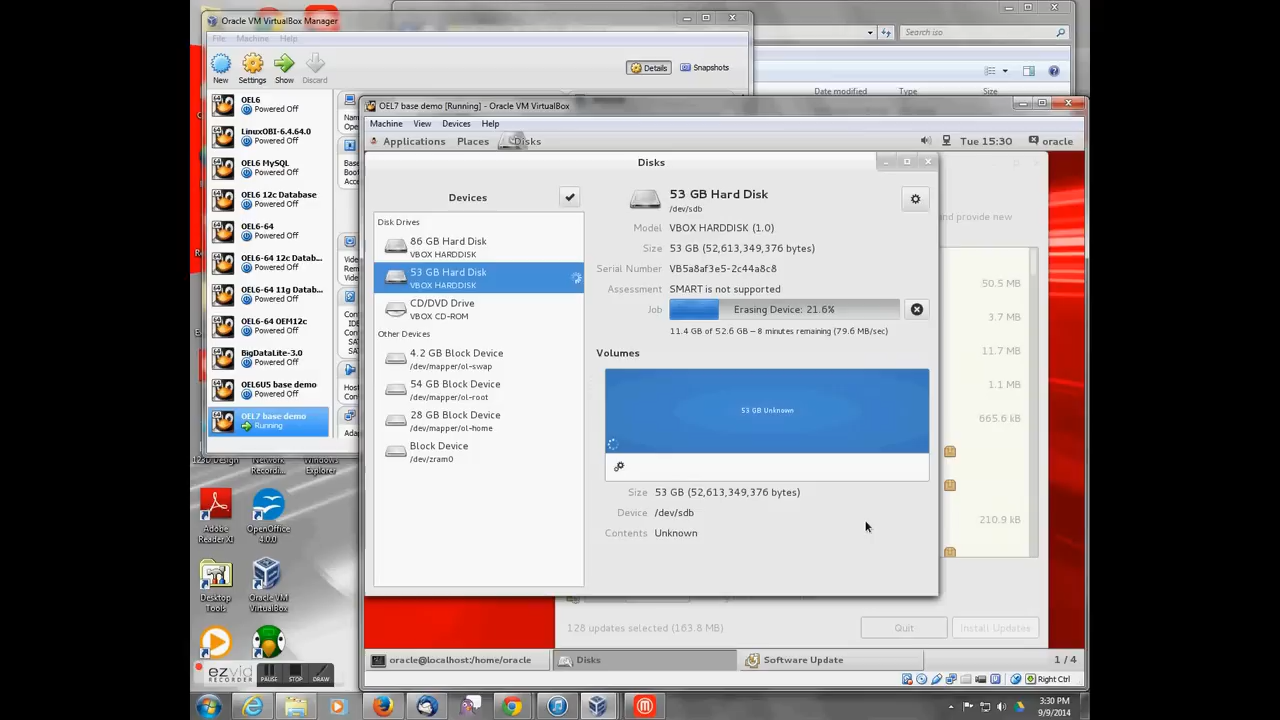 Oracle VM VirtualBox Manager
File Machine Help
New Settings Show Discard
Details Snapshots
Search iso
Date modified Type Size
OEL6
Powered Off
LinuxOBI-6.4.64.0
Powered Off
OEL6 MySQL
Powered Off
OEL6 12c Database
Powered Off
OEL6-64
Powered Off
OEL6-64 12c Datab...
Powered Off
OEL6-64 11g Datab...
Powered Off
OEL6-64 OEM12c
Powered Off
BigDataLite-3.0
Powered Off
OEL6U5 base demo
Powered Off
OEL7 base demo
Running
OEL7 base demo [Running] - Oracle VM VirtualBox
Machine View Devices Help
Applications Places Disks Tue 15:30 oracle
Disks
Devices
Disk Drives
86 GB Hard Disk
VBOX HARDDISK
53 GB Hard Disk
VBOX HARDDISK
CD/DVD Drive
VBOX CD-ROM
Other Devices
4.2 GB Block Device
/dev/mapper/ol-swap
54 GB Block Device
/dev/mapper/ol-root
28 GB Block Device
/dev/mapper/ol-home
Block Device
/dev/zram0
53 GB Hard Disk
/dev/sdb
Model VBOX HARDDISK (1.0)
Size 53 GB (52,613,349,376 bytes)
Serial Number VB5a8af3e5-2c44a8c8
Assessment SMART is not supported
Job Erasing Device: 21.6%
11.4 GB of 52.6 GB – 8 minutes remaining (79.6 MB/sec)
Volumes
53 GB Unknown
Size 53 GB (52,613,349,376 bytes)
Device /dev/sdb
Contents Unknown
and provide new
50.5 MB
3.7 MB
11.7 MB
1.1 MB
665.6 kB
210.9 kB
128 updates selected (163.8 MB)
Quit Install Updates
oracle@localhost:/home/oracle Disks Software Update 1 / 4
Right Ctrl
123D Design
Network Recordi...
Windows Explorer
Adobe Reader XI
OpenOffice 4.0.0
Desktop Tools
Oracle VM VirtualBox
ezvid
RECORDER
PAUSE STOP DRAW
3:30 PM
9/9/2014